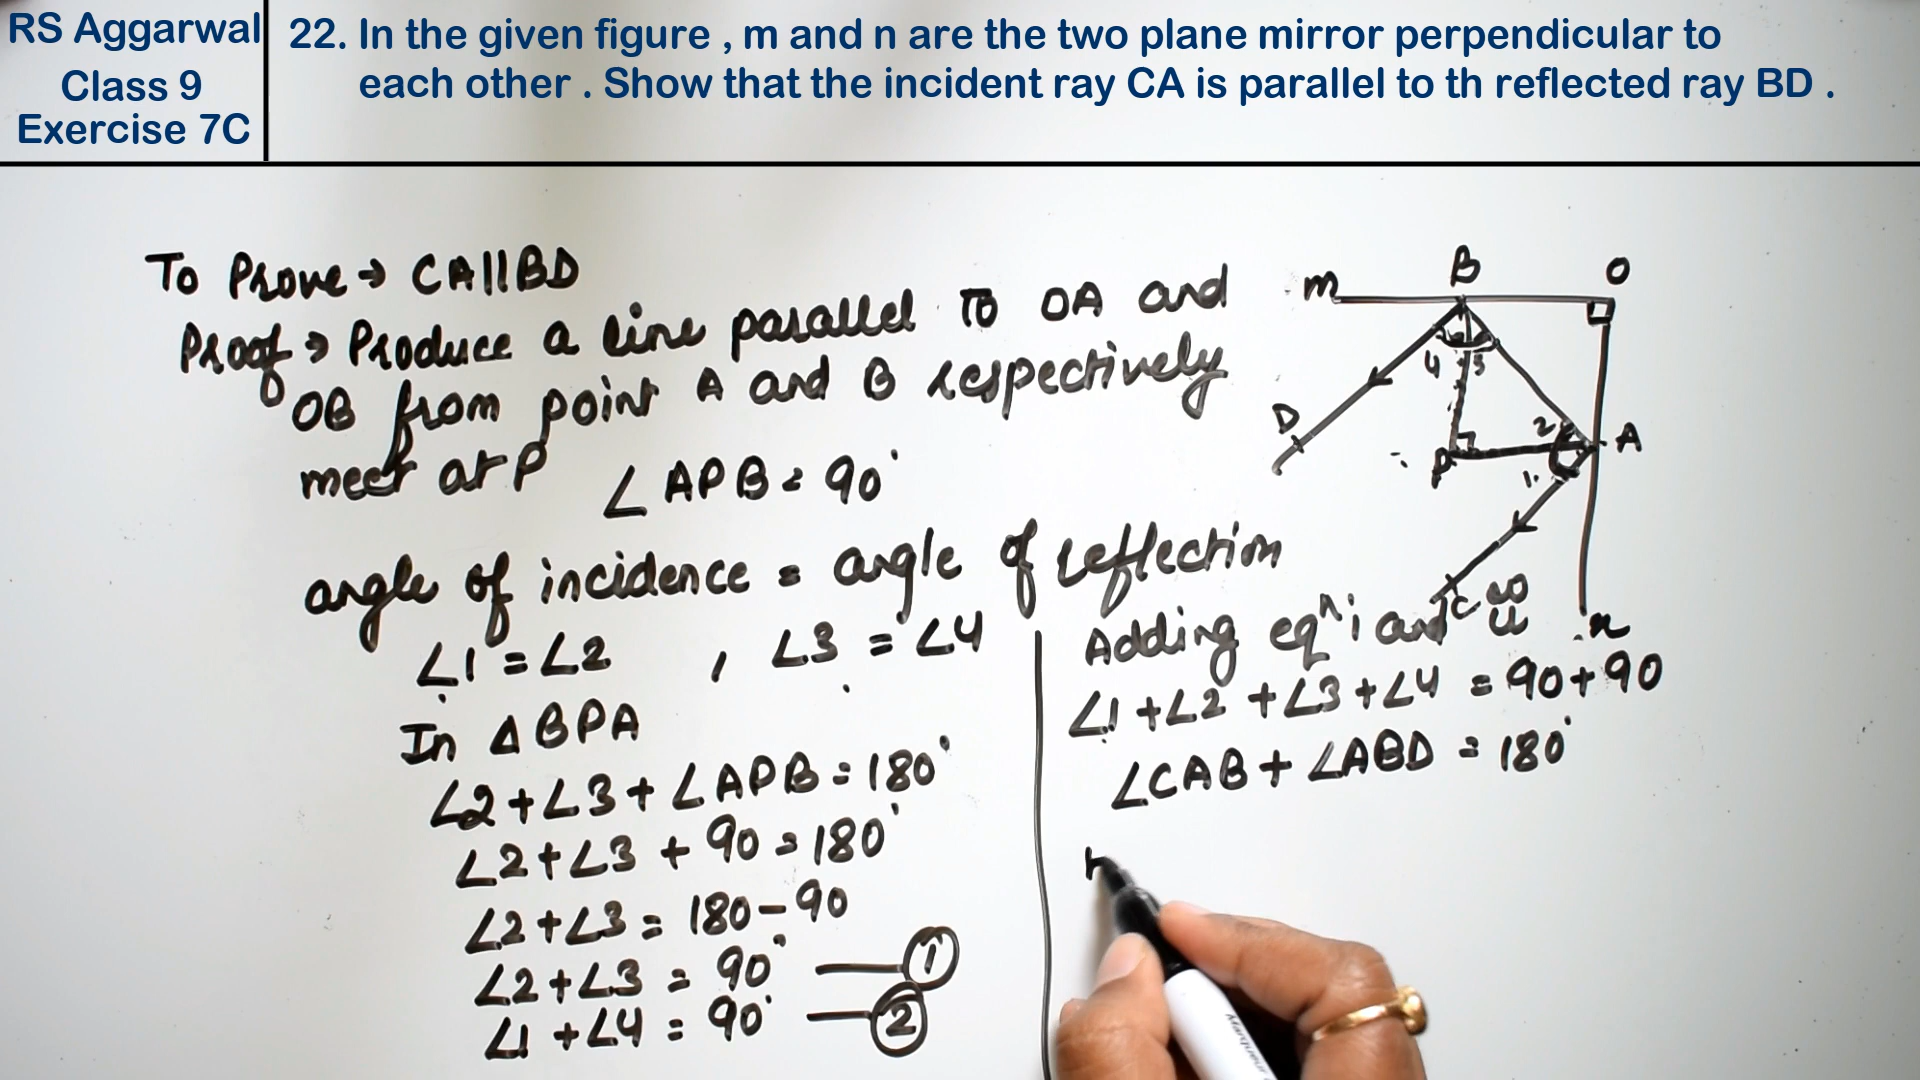 RS Aggarwal
Class 9
Exercise 7C
22. In the given figure , m and n are the two plane mirror perpendicular to
each other . Show that the incident ray CA is parallel to th reflected ray BD .
To Prove → CA||BD
Proof → Produce a line parallel to OA and
OB from point A and B respectively
meet at P
∠APB = 90°
angle of incidence = angle of reflection
∠1 = ∠2 , ∠3 = ∠4
In △BPA
∠2+∠3+∠APB = 180°
∠2+∠3 + 90 = 180°
∠2+∠3 = 180-90
∠2+∠3 = 90° — 1
∠1 +∠4 = 90° — 2
m B O
4 3
D 2 A
P 1
C
n
Adding eqⁿ i and ii
∠1 +∠2 +∠3+∠4 = 90+90
∠CAB + ∠ABD = 180°
Marqueur